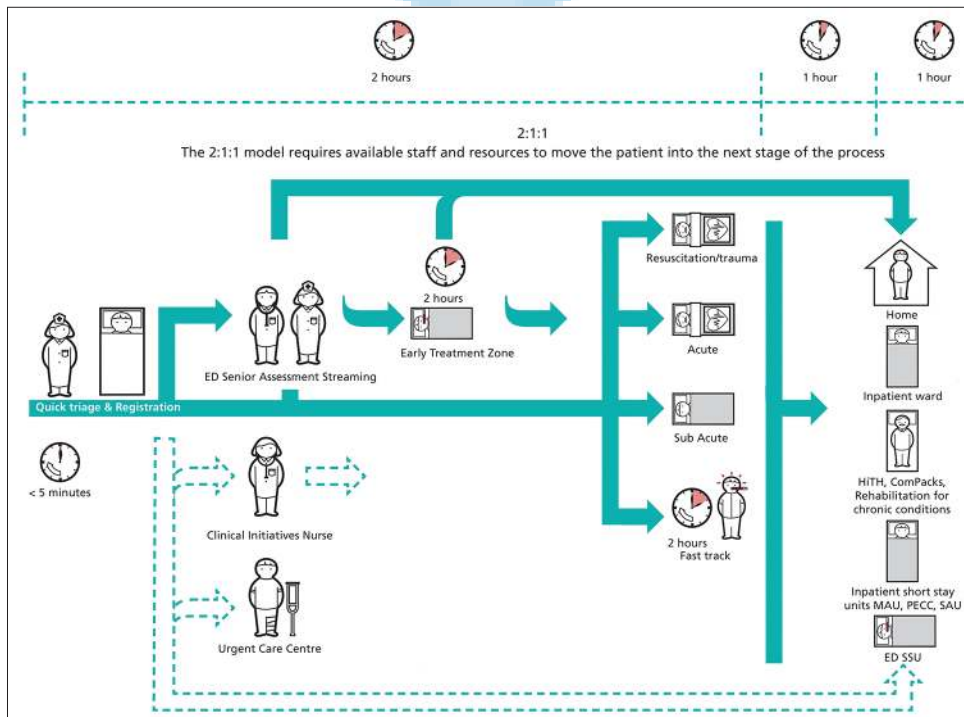 2 hours
1 hour
1 hour
2:1:1
The 2:1:1 model requires available staff and resources to move the patient into the next stage of the process
Resuscitation/trauma
2 hours
Home
Early Treatment Zone
Acute
ED Senior Assessment Streaming
Inpatient ward
Quick triage & Registration
Sub Acute
< 5 minutes
HiTH, ComPacks,
Rehabilitation for
chronic conditions
Clinical Initiatives Nurse
2 hours
Fast track
Inpatient short stay
units MAU, PECC, SAU
Urgent Care Centre
ED SSU